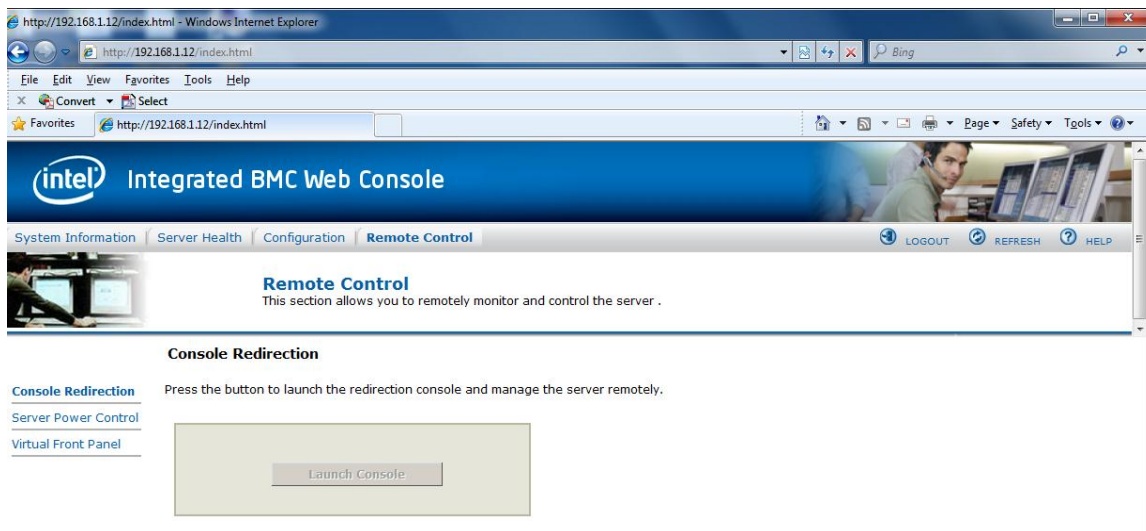 http://192.168.1.12/index.html - Windows Internet Explorer
http://192.168.1.12/index.html
Bing
File Edit View Favorites Tools Help
x Convert Select
Favorites http://192.168.1.12/index.html Page Safety Tools
intel Integrated BMC Web Console
System Information Server Health Configuration Remote Control LOGOUT REFRESH HELP
Remote Control
This section allows you to remotely monitor and control the server .
Console Redirection
Console Redirection Press the button to launch the redirection console and manage the server remotely.
Server Power Control
Virtual Front Panel
Launch Console